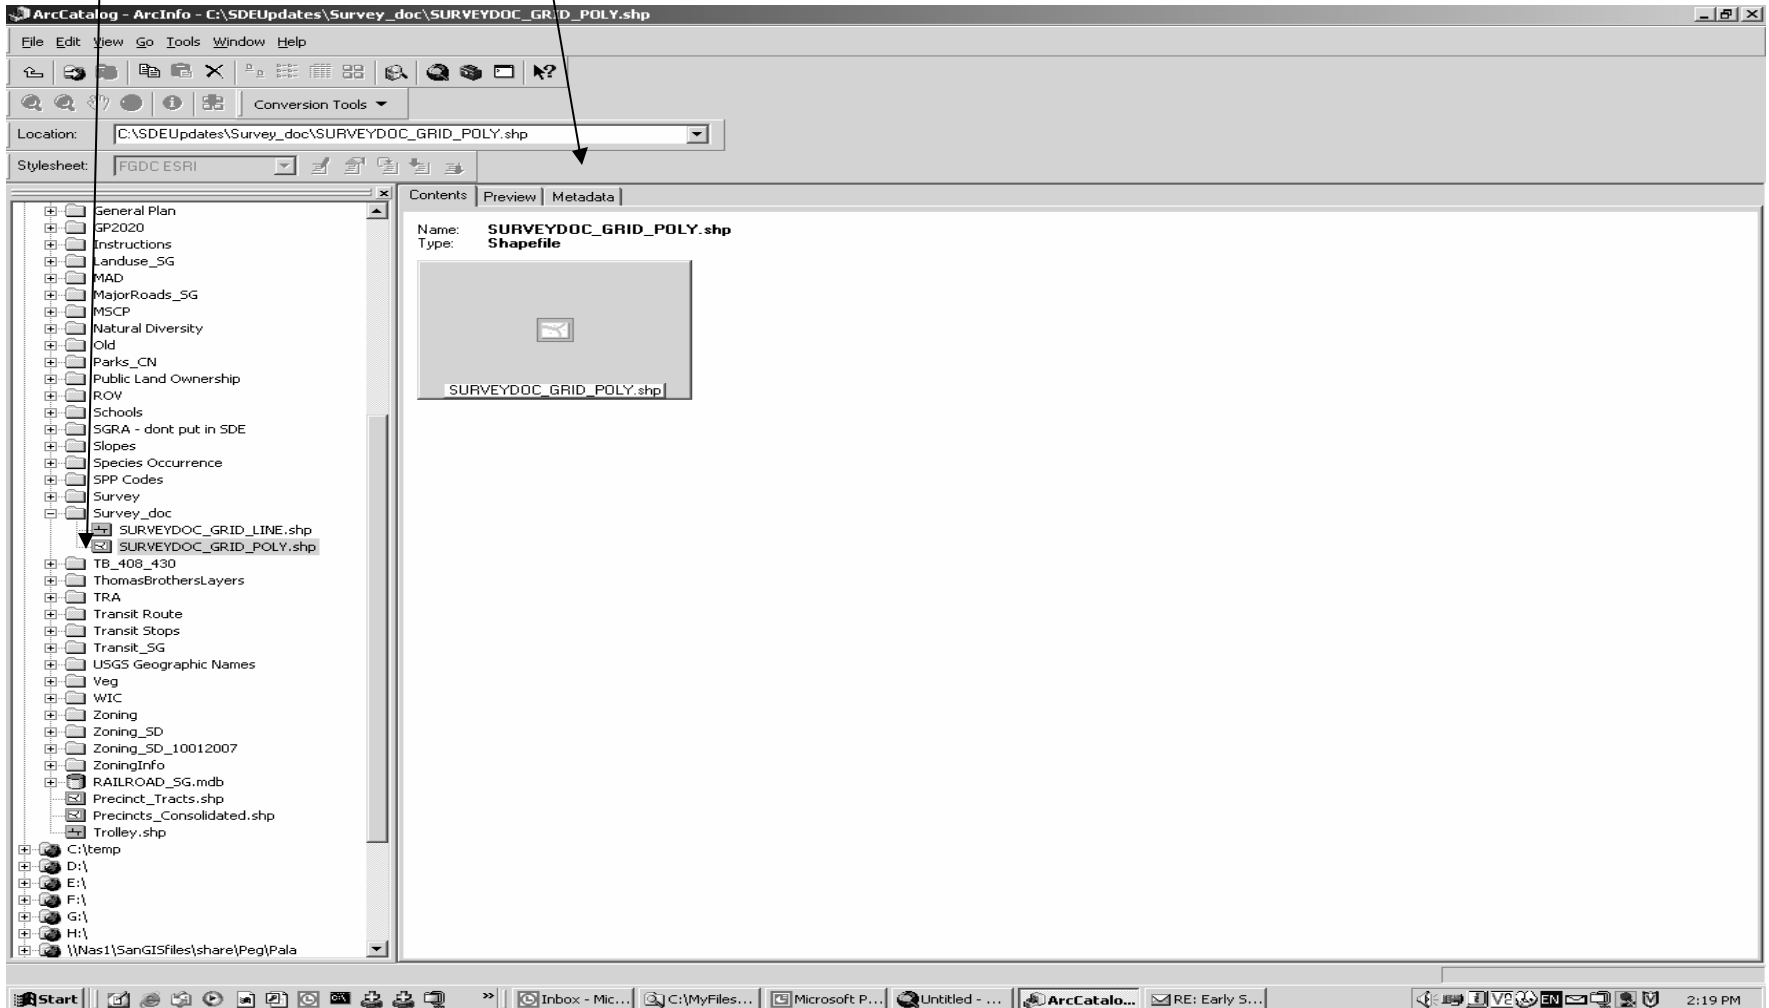 ArcCatalog - ArcInfo - C:\SDEUpdates\Survey_doc\SURVEYDOC_GRID_POLY.shp
File Edit View Go Tools Window Help
Conversion Tools
Location: C:\SDEUpdates\Survey_doc\SURVEYDOC_GRID_POLY.shp
Stylesheet: FGDC ESRI
Contents Preview Metadata
Name: SURVEYDOC_GRID_POLY.shp
Type: Shapefile
SURVEYDOC_GRID_POLY.shp
General Plan
GP2020
Instructions
Landuse_SG
MAD
MajorRoads_SG
MSCP
Natural Diversity
Old
Parks_CN
Public Land Ownership
ROV
Schools
SGRA - dont put in SDE
Slopes
Species Occurrence
SPP Codes
Survey
Survey_doc
SURVEYDOC_GRID_LINE.shp
SURVEYDOC_GRID_POLY.shp
TB_408_430
ThomasBrothersLayers
TRA
Transit Route
Transit Stops
Transit_SG
USGS Geographic Names
Veg
WIC
Zoning
Zoning_SD
Zoning_SD_10012007
ZoningInfo
RAILROAD_SG.mdb
Precinct_Tracts.shp
Precincts_Consolidated.shp
Trolley.shp
C:\temp
D:\
E:\
F:\
G:\
H:\
\\Nas1\SanGISfiles\share\Peg\Pala
Start » Inbox - Mic... C:\MyFiles... Microsoft P... Untitled - ... ArcCatalo... RE: Early S... EN 2:19 PM